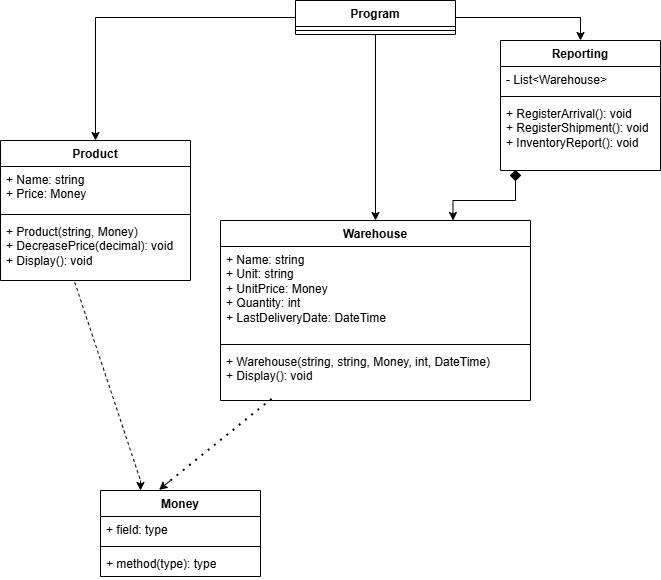 Program
Reporting
- List<Warehouse>
+ RegisterArrival(): void
+ RegisterShipment(): void
+ InventoryReport(): void
Product
+ Name: string
+ Price: Money
+ Product(string, Money)
+ DecreasePrice(decimal): void
+ Display(): void
Warehouse
+ Name: string
+ Unit: string
+ UnitPrice: Money
+ Quantity: int
+ LastDeliveryDate: DateTime
+ Warehouse(string, string, Money, int, DateTime)
+ Display(): void
Money
+ field: type
+ method(type): type